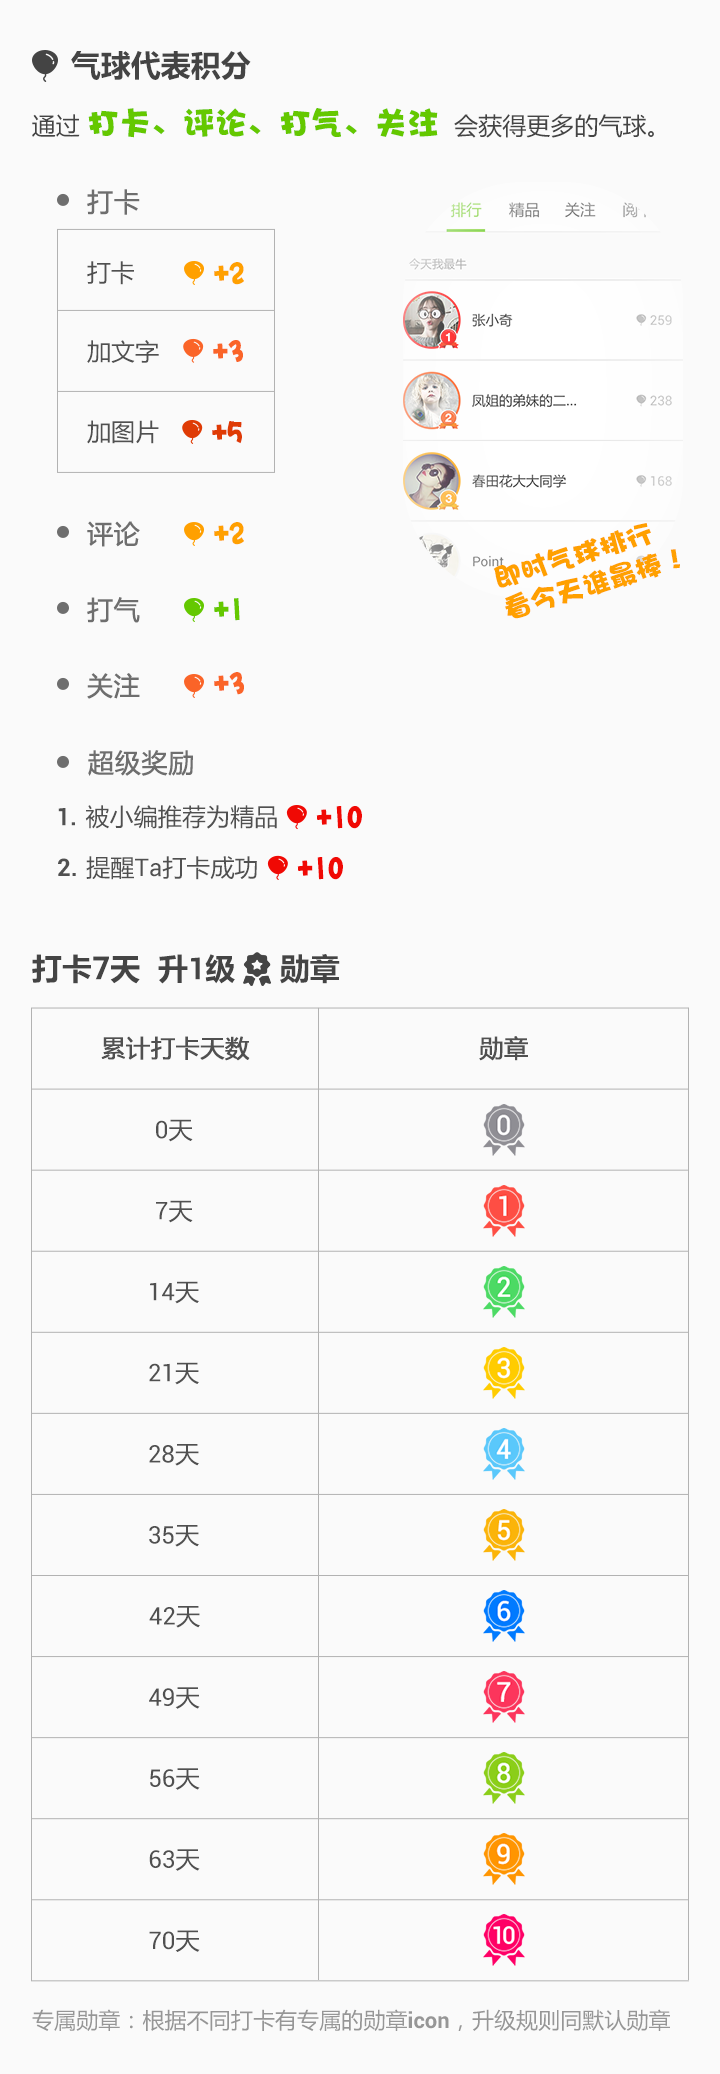 气球代表积分
通过 打卡、评论、打气、关注 会获得更多的气球。
打卡
打卡 +2
加文字 +3
加图片 +5
评论 +2
打气 +1
关注 +3
超级奖励
1. 被小编推荐为精品 +10
2. 提醒Ta打卡成功 +10
排行 精品 关注
今天我最牛
张小奇 259
1
凤姐的弟妹的二... 238
2
春田花大大同学 168
3
Point
即时气球排行
看今天谁最棒！
打卡7天 升1级 勋章
累计打卡天数 勋章
0天 0
7天 1
14天 2
21天 3
28天 4
35天 5
42天 6
49天 7
56天 8
63天 9
70天 10
专属勋章：根据不同打卡有专属的勋章icon，升级规则同默认勋章